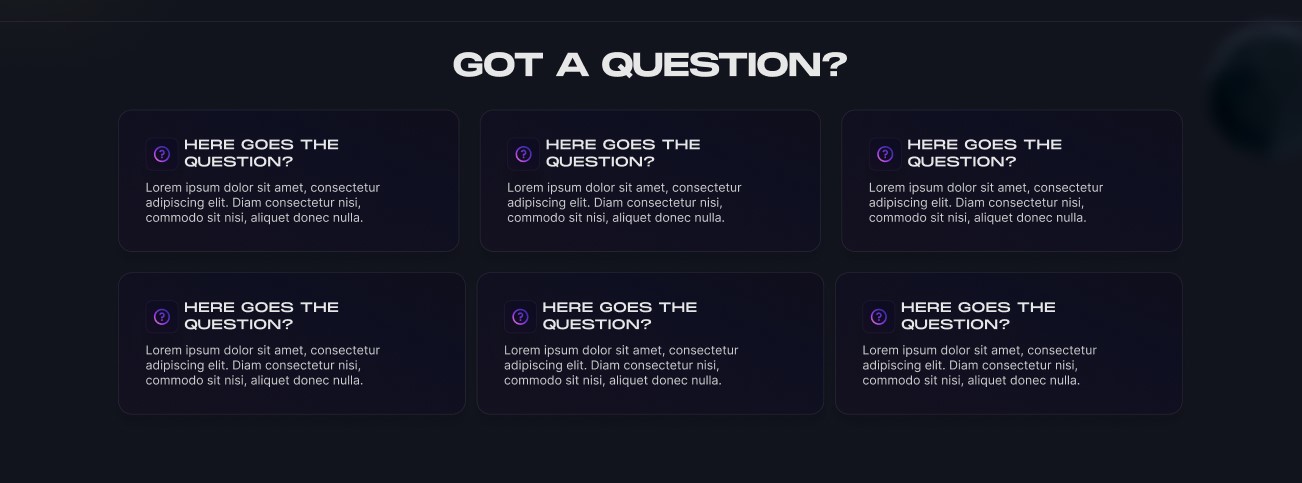 GOT A QUESTION?
HERE GOES THE
QUESTION?
Lorem ipsum dolor sit amet, consectetur
adipiscing elit. Diam consectetur nisi,
commodo sit nisi, aliquet donec nulla.
HERE GOES THE
QUESTION?
Lorem ipsum dolor sit amet, consectetur
adipiscing elit. Diam consectetur nisi,
commodo sit nisi, aliquet donec nulla.
HERE GOES THE
QUESTION?
Lorem ipsum dolor sit amet, consectetur
adipiscing elit. Diam consectetur nisi,
commodo sit nisi, aliquet donec nulla.
HERE GOES THE
QUESTION?
Lorem ipsum dolor sit amet, consectetur
adipiscing elit. Diam consectetur nisi,
commodo sit nisi, aliquet donec nulla.
HERE GOES THE
QUESTION?
Lorem ipsum dolor sit amet, consectetur
adipiscing elit. Diam consectetur nisi,
commodo sit nisi, aliquet donec nulla.
HERE GOES THE
QUESTION?
Lorem ipsum dolor sit amet, consectetur
adipiscing elit. Diam consectetur nisi,
commodo sit nisi, aliquet donec nulla.